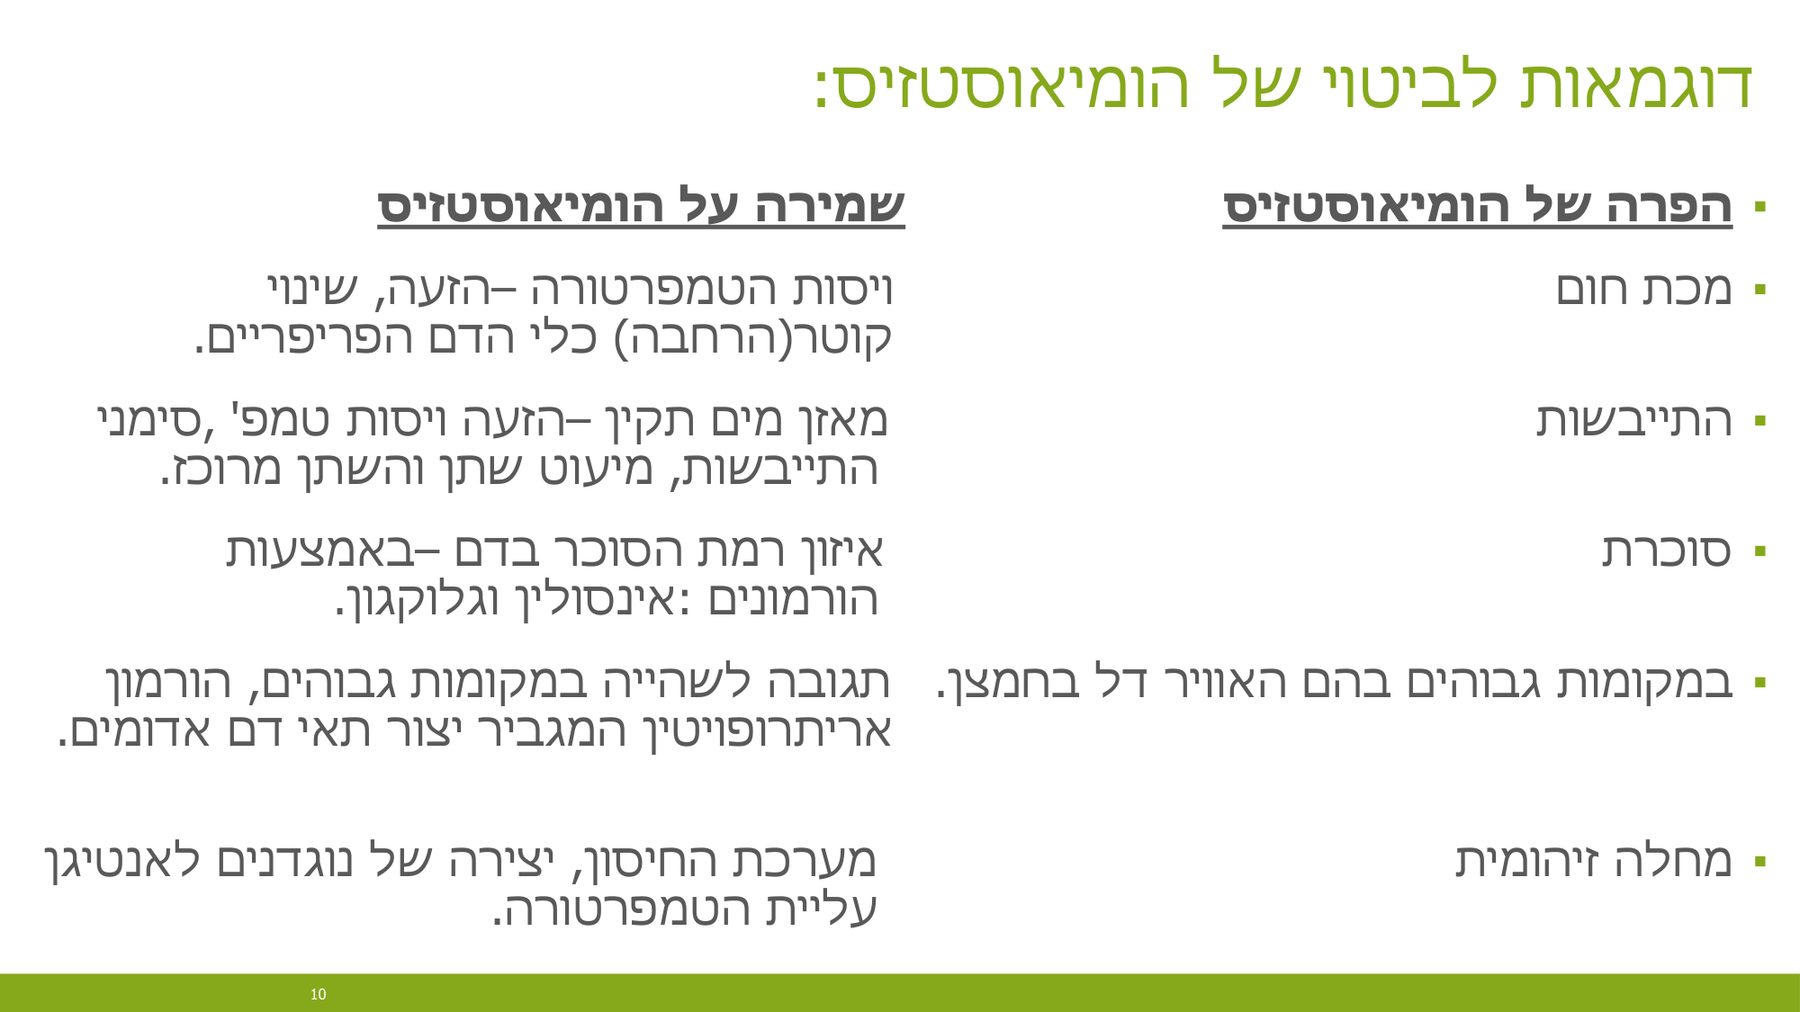 דוגמאות לביטוי של הומיאוסטזיס:
▪ הפרה של הומיאוסטזיס שמירה על הומיאוסטזיס
▪ מכת חום ויסות הטמפרטורה –הזעה, שינוי
קוטר(הרחבה) כלי הדם הפריפריים.
▪ התייבשות מאזן מים תקין –הזעה ויסות טמפ' ,סימני
התייבשות, מיעוט שתן והשתן מרוכז.
▪ סוכרת איזון רמת הסוכר בדם –באמצעות
הורמונים :אינסולין וגלוקגון.
▪ במקומות גבוהים בהם האוויר דל בחמצן. תגובה לשהייה במקומות גבוהים, הורמון
אריתרופויטין המגביר יצור תאי דם אדומים.
▪ מחלה זיהומית מערכת החיסון, יצירה של נוגדנים לאנטיגן
עליית הטמפרטורה.
10